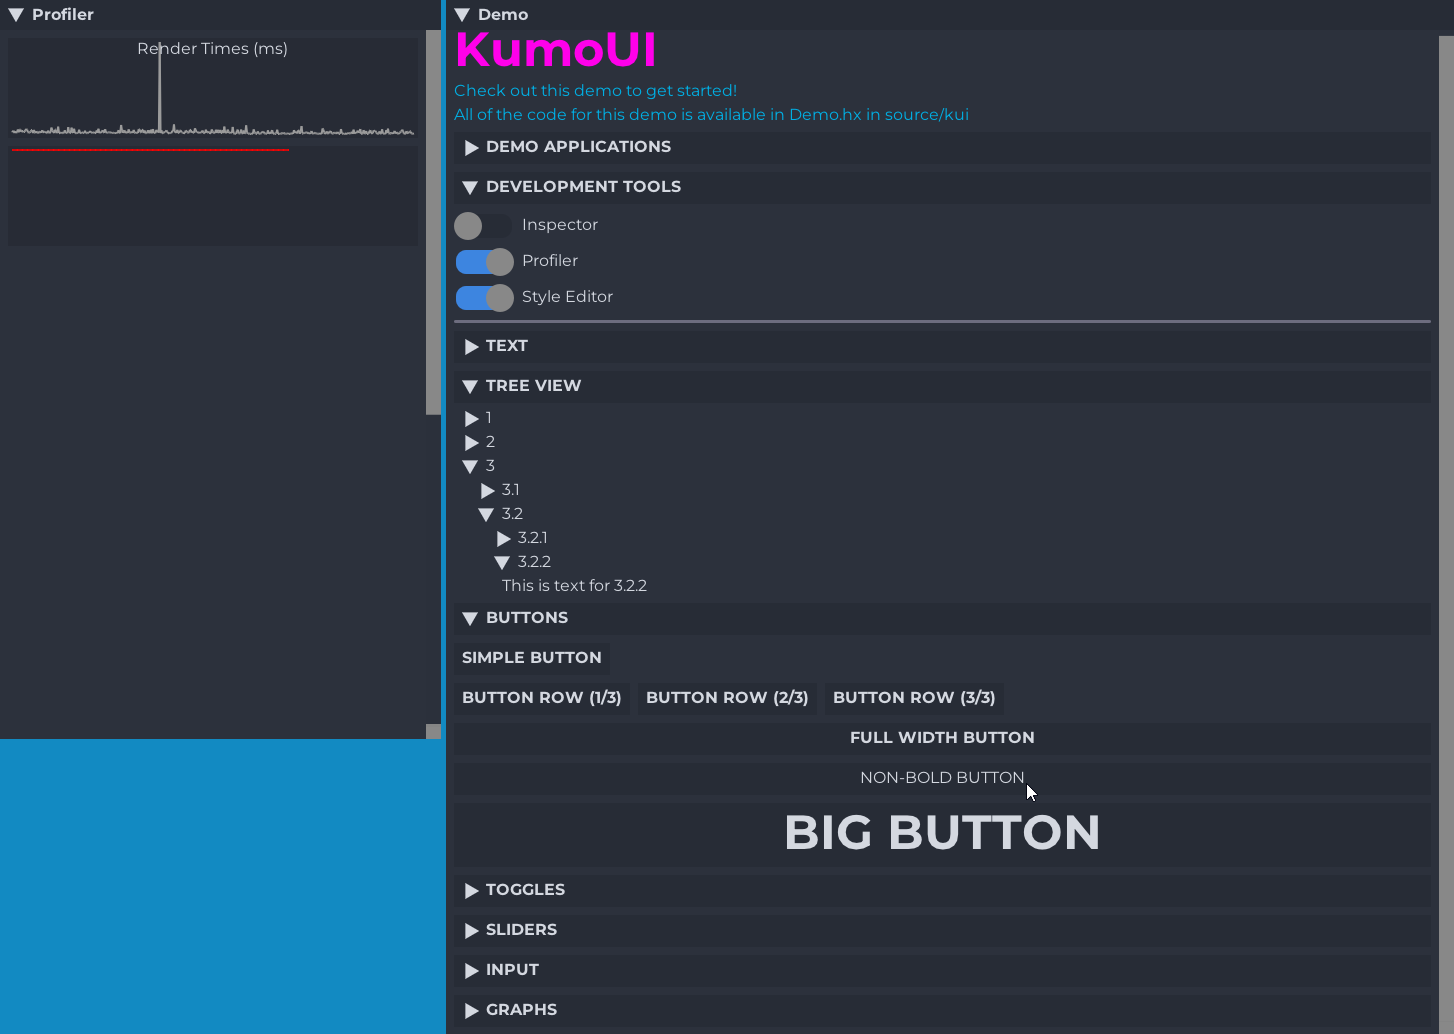 Profiler
Render Times (ms)
Demo
KumoUI
Check out this demo to get started!
All of the code for this demo is available in Demo.hx in source/kui
DEMO APPLICATIONS
DEVELOPMENT TOOLS
Inspector
Profiler
Style Editor
TEXT
TREE VIEW
1
2
3
3.1
3.2
3.2.1
3.2.2
This is text for 3.2.2
BUTTONS
SIMPLE BUTTON
BUTTON ROW (1/3) BUTTON ROW (2/3) BUTTON ROW (3/3)
FULL WIDTH BUTTON
NON-BOLD BUTTON
BIG BUTTON
TOGGLES
SLIDERS
INPUT
GRAPHS